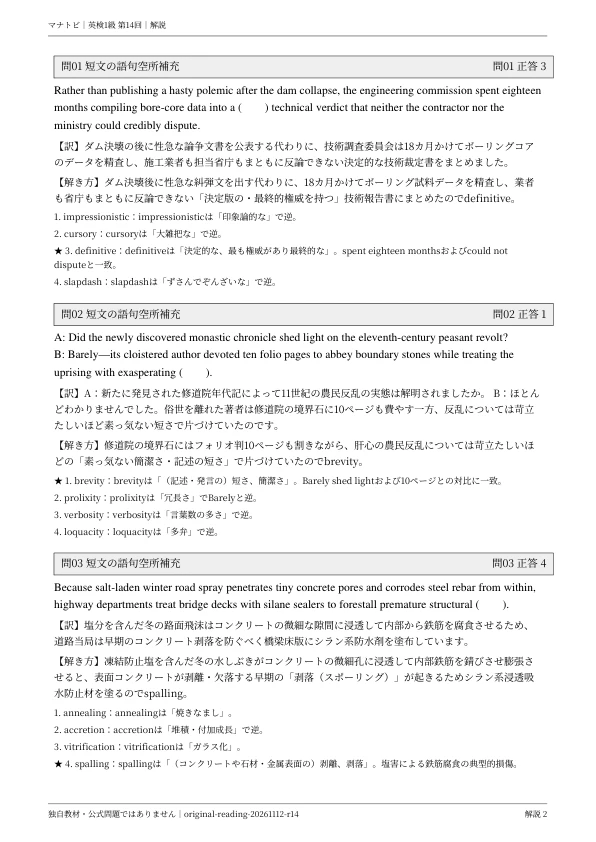 マナトビ｜英検1級 第14回｜解説
問01 短文の語句空所補充 問01 正答 3
Rather than publishing a hasty polemic after the dam collapse, the engineering commission spent eighteen
months compiling bore-core data into a (　　) technical verdict that neither the contractor nor the
ministry could credibly dispute.
【訳】ダム決壊の後に性急な論争文書を公表する代わりに、技術調査委員会は18カ月かけてボーリングコア
のデータを精査し、施工業者も担当省庁もまともに反論できない決定的な技術裁定書をまとめました。
【解き方】ダム決壊後に性急な糾弾文を出す代わりに、18カ月かけてボーリング試料データを精査し、業者
も省庁もまともに反論できない「決定版の・最終的権威を持つ」技術報告書にまとめたのでdefinitive。
1. impressionistic：impressionisticは「印象論的な」で逆。
2. cursory：cursoryは「大雑把な」で逆。
★ 3. definitive：definitiveは「決定的な、最も権威があり最終的な」。spent eighteen monthsおよびcould not
disputeと一致。
4. slapdash：slapdashは「ずさんでぞんざいな」で逆。
問02 短文の語句空所補充 問02 正答 1
A: Did the newly discovered monastic chronicle shed light on the eleventh-century peasant revolt?
B: Barely—its cloistered author devoted ten folio pages to abbey boundary stones while treating the
uprising with exasperating (　　).
【訳】A：新たに発見された修道院年代記によって11世紀の農民反乱の実態は解明されましたか。 B：ほとん
どわかりませんでした。俗世を離れた著者は修道院の境界石に10ページも費やす一方、反乱については苛立
たしいほど素っ気ない短さで片づけていたのです。
【解き方】修道院の境界石にはフォリオ判10ページも割きながら、肝心の農民反乱については苛立たしいほ
どの「素っ気ない簡潔さ・記述の短さ」で片づけていたのでbrevity。
★ 1. brevity：brevityは「（記述・発言の）短さ、簡潔さ」。Barely shed lightおよび10ページとの対比に一致。
2. prolixity：prolixityは「冗長さ」でBarelyと逆。
3. verbosity：verbosityは「言葉数の多さ」で逆。
4. loquacity：loquacityは「多弁」で逆。
問03 短文の語句空所補充 問03 正答 4
Because salt-laden winter road spray penetrates tiny concrete pores and corrodes steel rebar from within,
highway departments treat bridge decks with silane sealers to forestall premature structural (　　).
【訳】塩分を含んだ冬の路面飛沫はコンクリートの微細な隙間に浸透して内部から鉄筋を腐食させるため、
道路当局は早期のコンクリート剥落を防ぐべく橋梁床版にシラン系防水剤を塗布しています。
【解き方】凍結防止塩を含んだ冬の水しぶきがコンクリートの微細孔に浸透して内部鉄筋を錆びさせ膨張さ
せると、表面コンクリートが剥離・欠落する早期の「剥落（スポーリング）」が起きるためシラン系浸透吸
水防止材を塗るのでspalling。
1. annealing：annealingは「焼きなまし」。
2. accretion：accretionは「堆積・付加成長」で逆。
3. vitrification：vitrificationは「ガラス化」。
★ 4. spalling：spallingは「（コンクリートや石材・金属表面の）剥離、剥落」。塩害による鉄筋腐食の典型的損傷。
独自教材・公式問題ではありません｜original-reading-20261112-r14 解説 2